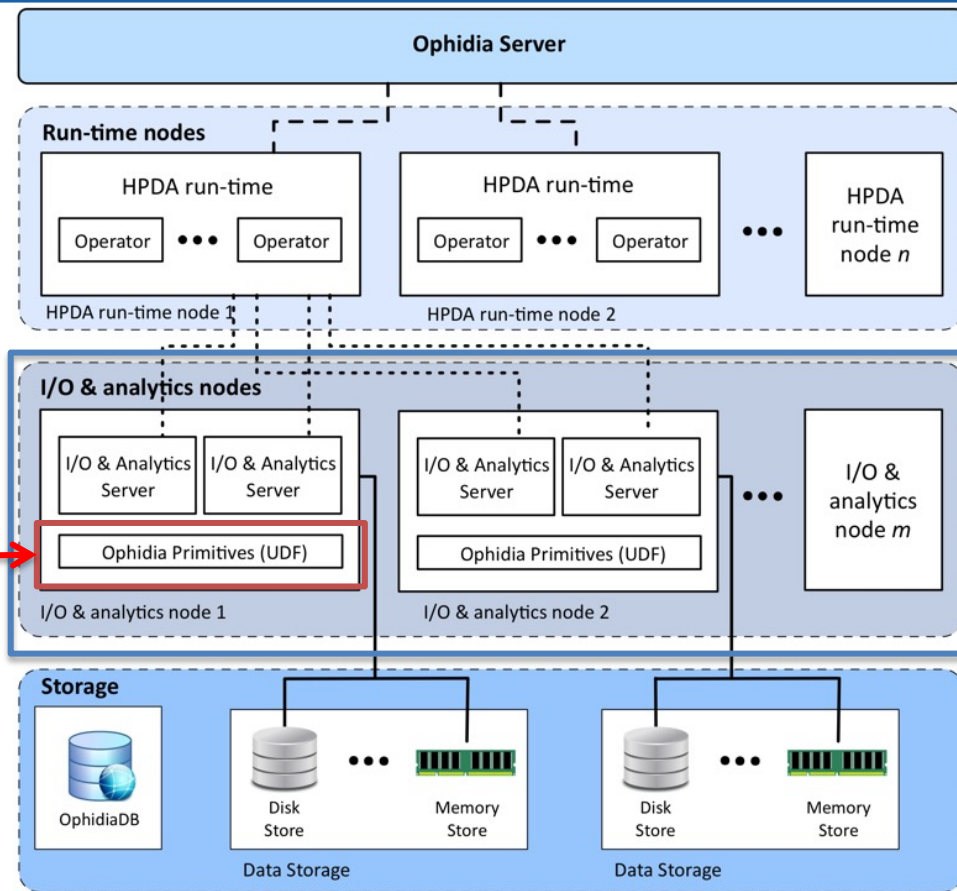 Ophidia Server
Run-time nodes
HPDA run-time
Operator ••• Operator
HPDA run-time node 1
HPDA run-time
Operator ••• Operator
HPDA run-time node 2
•••
HPDA
run-time
node n
I/O & analytics nodes
I/O & Analytics
Server
I/O & Analytics
Server
Ophidia Primitives (UDF)
I/O & analytics node 1
I/O & Analytics
Server
I/O & Analytics
Server
Ophidia Primitives (UDF)
I/O & analytics node 2
•••
I/O &
analytics
node m
Storage
OphidiaDB
Disk
Store
•••
Memory
Store
Data Storage
•••
Disk
Store
•••
Memory
Store
Data Storage